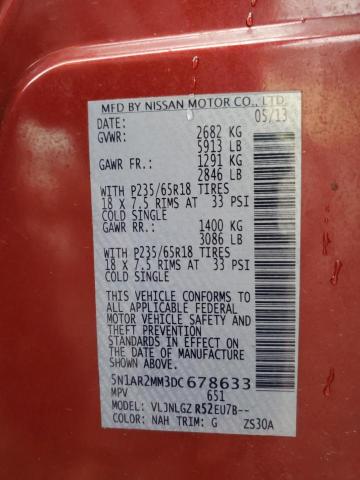 MFD BY NISSAN MOTOR CO., LTD.
DATE: 05/13
GVWR: 2682 KG
5913 LB
GAWR FR.: 1291 KG
2846 LB
WITH P235/65R18 TIRES
18 X 7.5 RIMS AT 33 PSI
COLD SINGLE
GAWR RR.: 1400 KG
3086 LB
WITH P235/65R18 TIRES
18 X 7.5 RIMS AT 33 PSI
COLD SINGLE
THIS VEHICLE CONFORMS TO
ALL APPLICABLE FEDERAL
MOTOR VEHICLE SAFETY AND
THEFT PREVENTION
STANDARDS IN EFFECT ON
THE DATE OF MANUFACTURE
SHOWN ABOVE.
5N1AR2MM3DC678633
MPV 651
MODEL: VLJNLGZ R52EU7B--
COLOR: NAH TRIM: G ZS30A